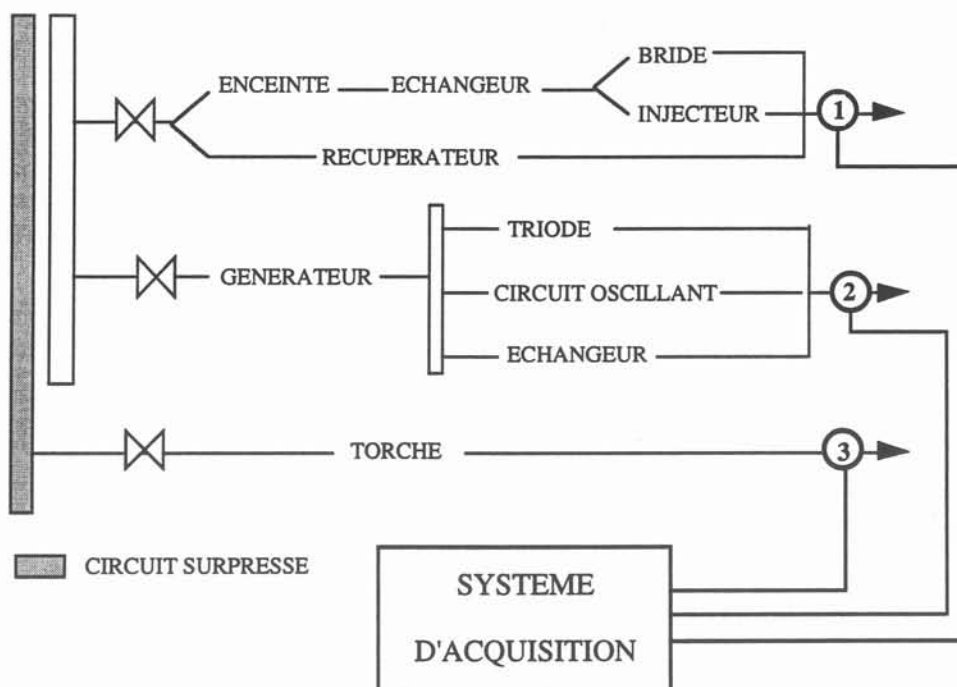 BRIDE
ENCEINTE
ECHANGEUR
INJECTEUR
1
RECUPERATEUR
TRIODE
GENERATEUR
CIRCUIT OSCILLANT
2
ECHANGEUR
TORCHE
3
CIRCUIT SURPRESSE
SYSTEME
D'ACQUISITION